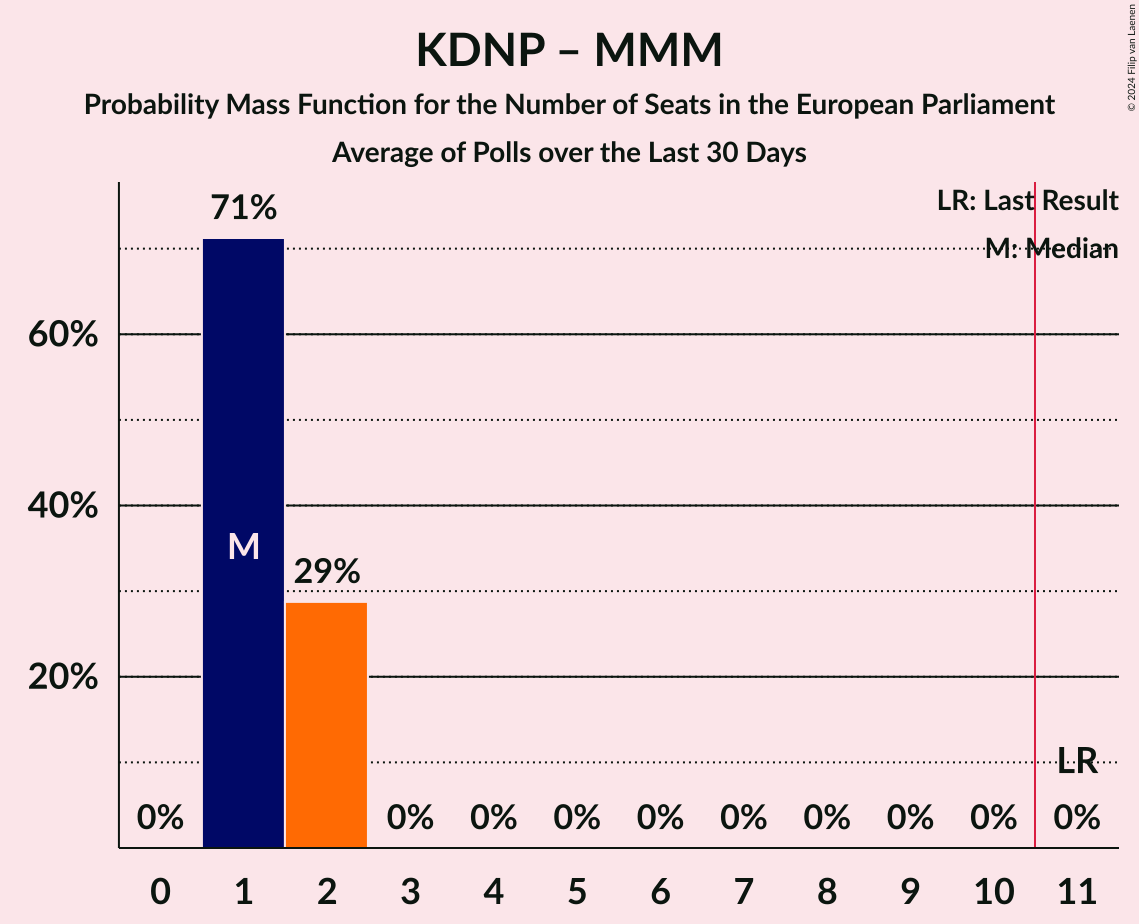 KDNP – MMM
Probability Mass Function for the Number of Seats in the European Parliament
Average of Polls over the Last 30 Days
© 2024 Filip van Laenen
LR: Last Result
M: Median
71%
60%
40%
M
29%
20%
LR
0% 0% 0% 0% 0% 0% 0% 0% 0% 0%
0 1 2 3 4 5 6 7 8 9 10 11